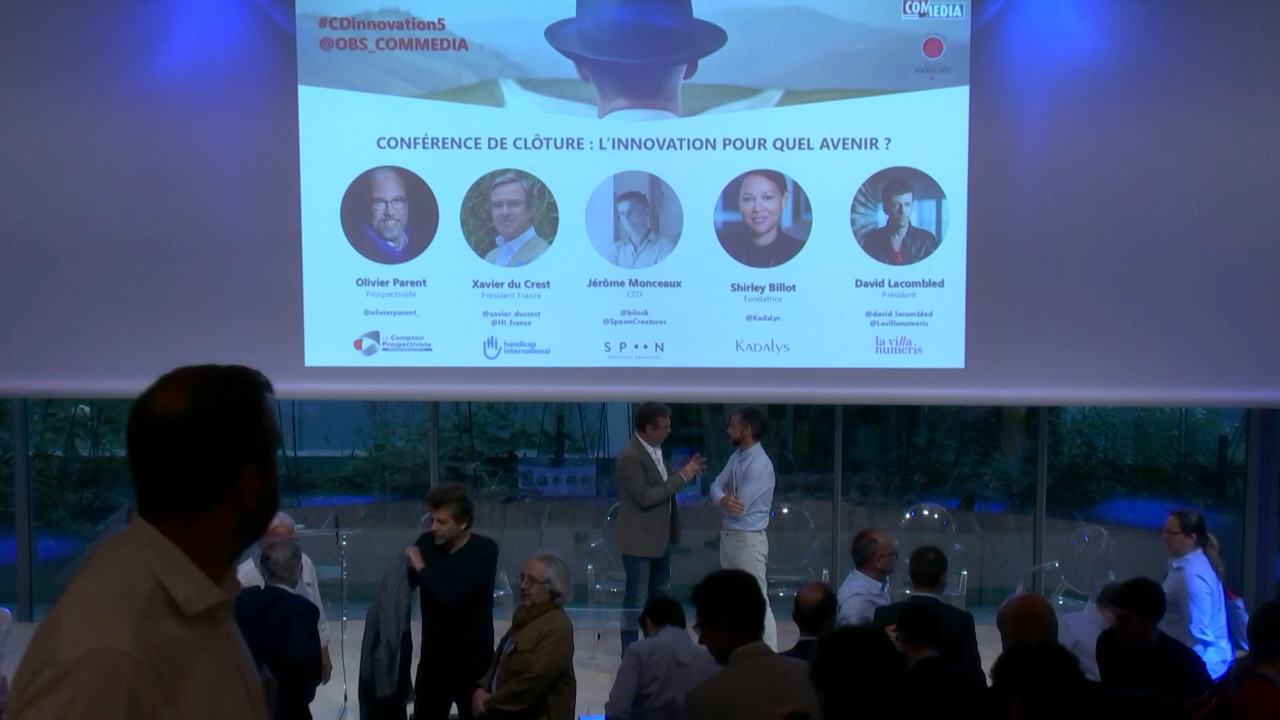 #CDinnovation5
@OBS_COMMEDIA
COMMEDIA
CONFÉRENCE DE CLÔTURE : L'INNOVATION POUR QUEL AVENIR ?
Olivier Parent
Prospectiviste
@olivierparent_
Le Comptoir
Prospectiviste
Xavier du Crest
Président France
@xavier_ducrest
@HI_france
handicap
international
Jérôme Monceaux
CEO
@bilock
@SpoonCreatures
SPOON
Shirley Billot
Fondatrice
@Kadalys
KADALYS
David Lacombled
Président
@david_lacombled
@Lavillanumeris
la villa
numeris